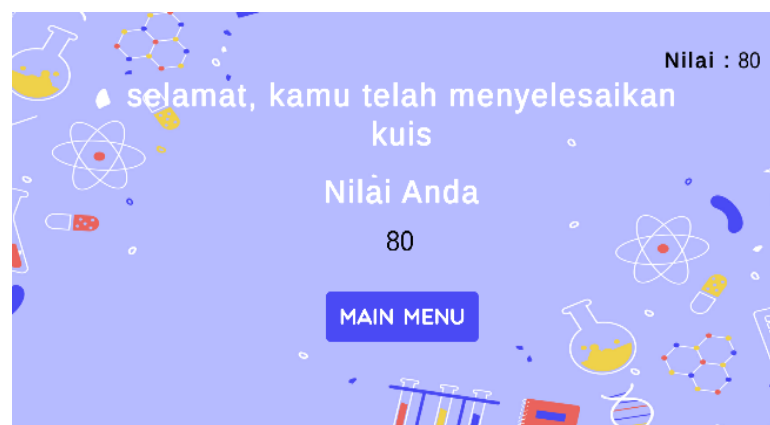 Nilai : 80
selamat, kamu telah menyelesaikan
kuis
Nilai Anda
80
MAIN MENU